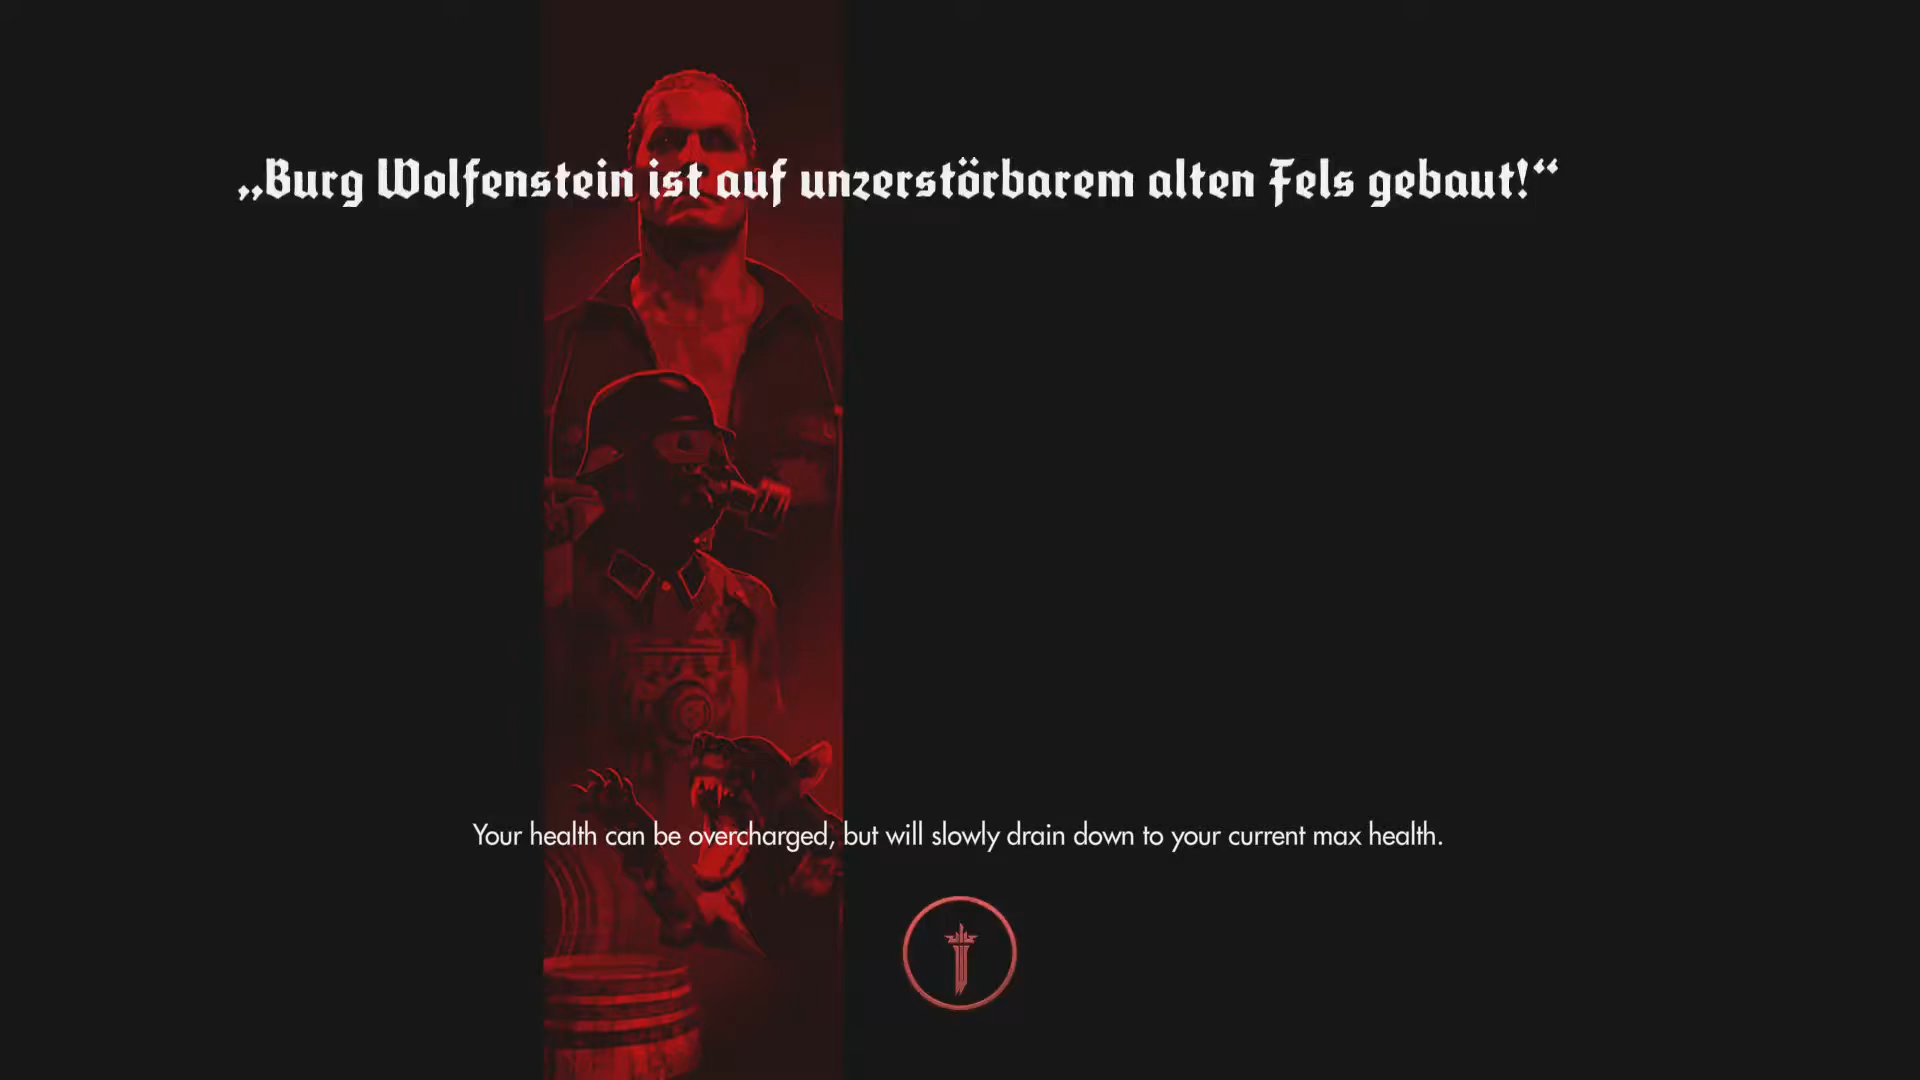 „Burg Wolfenstein ist auf unzerstörbarem alten Fels gebaut!“
Your health can be overcharged, but will slowly drain down to your current max health.